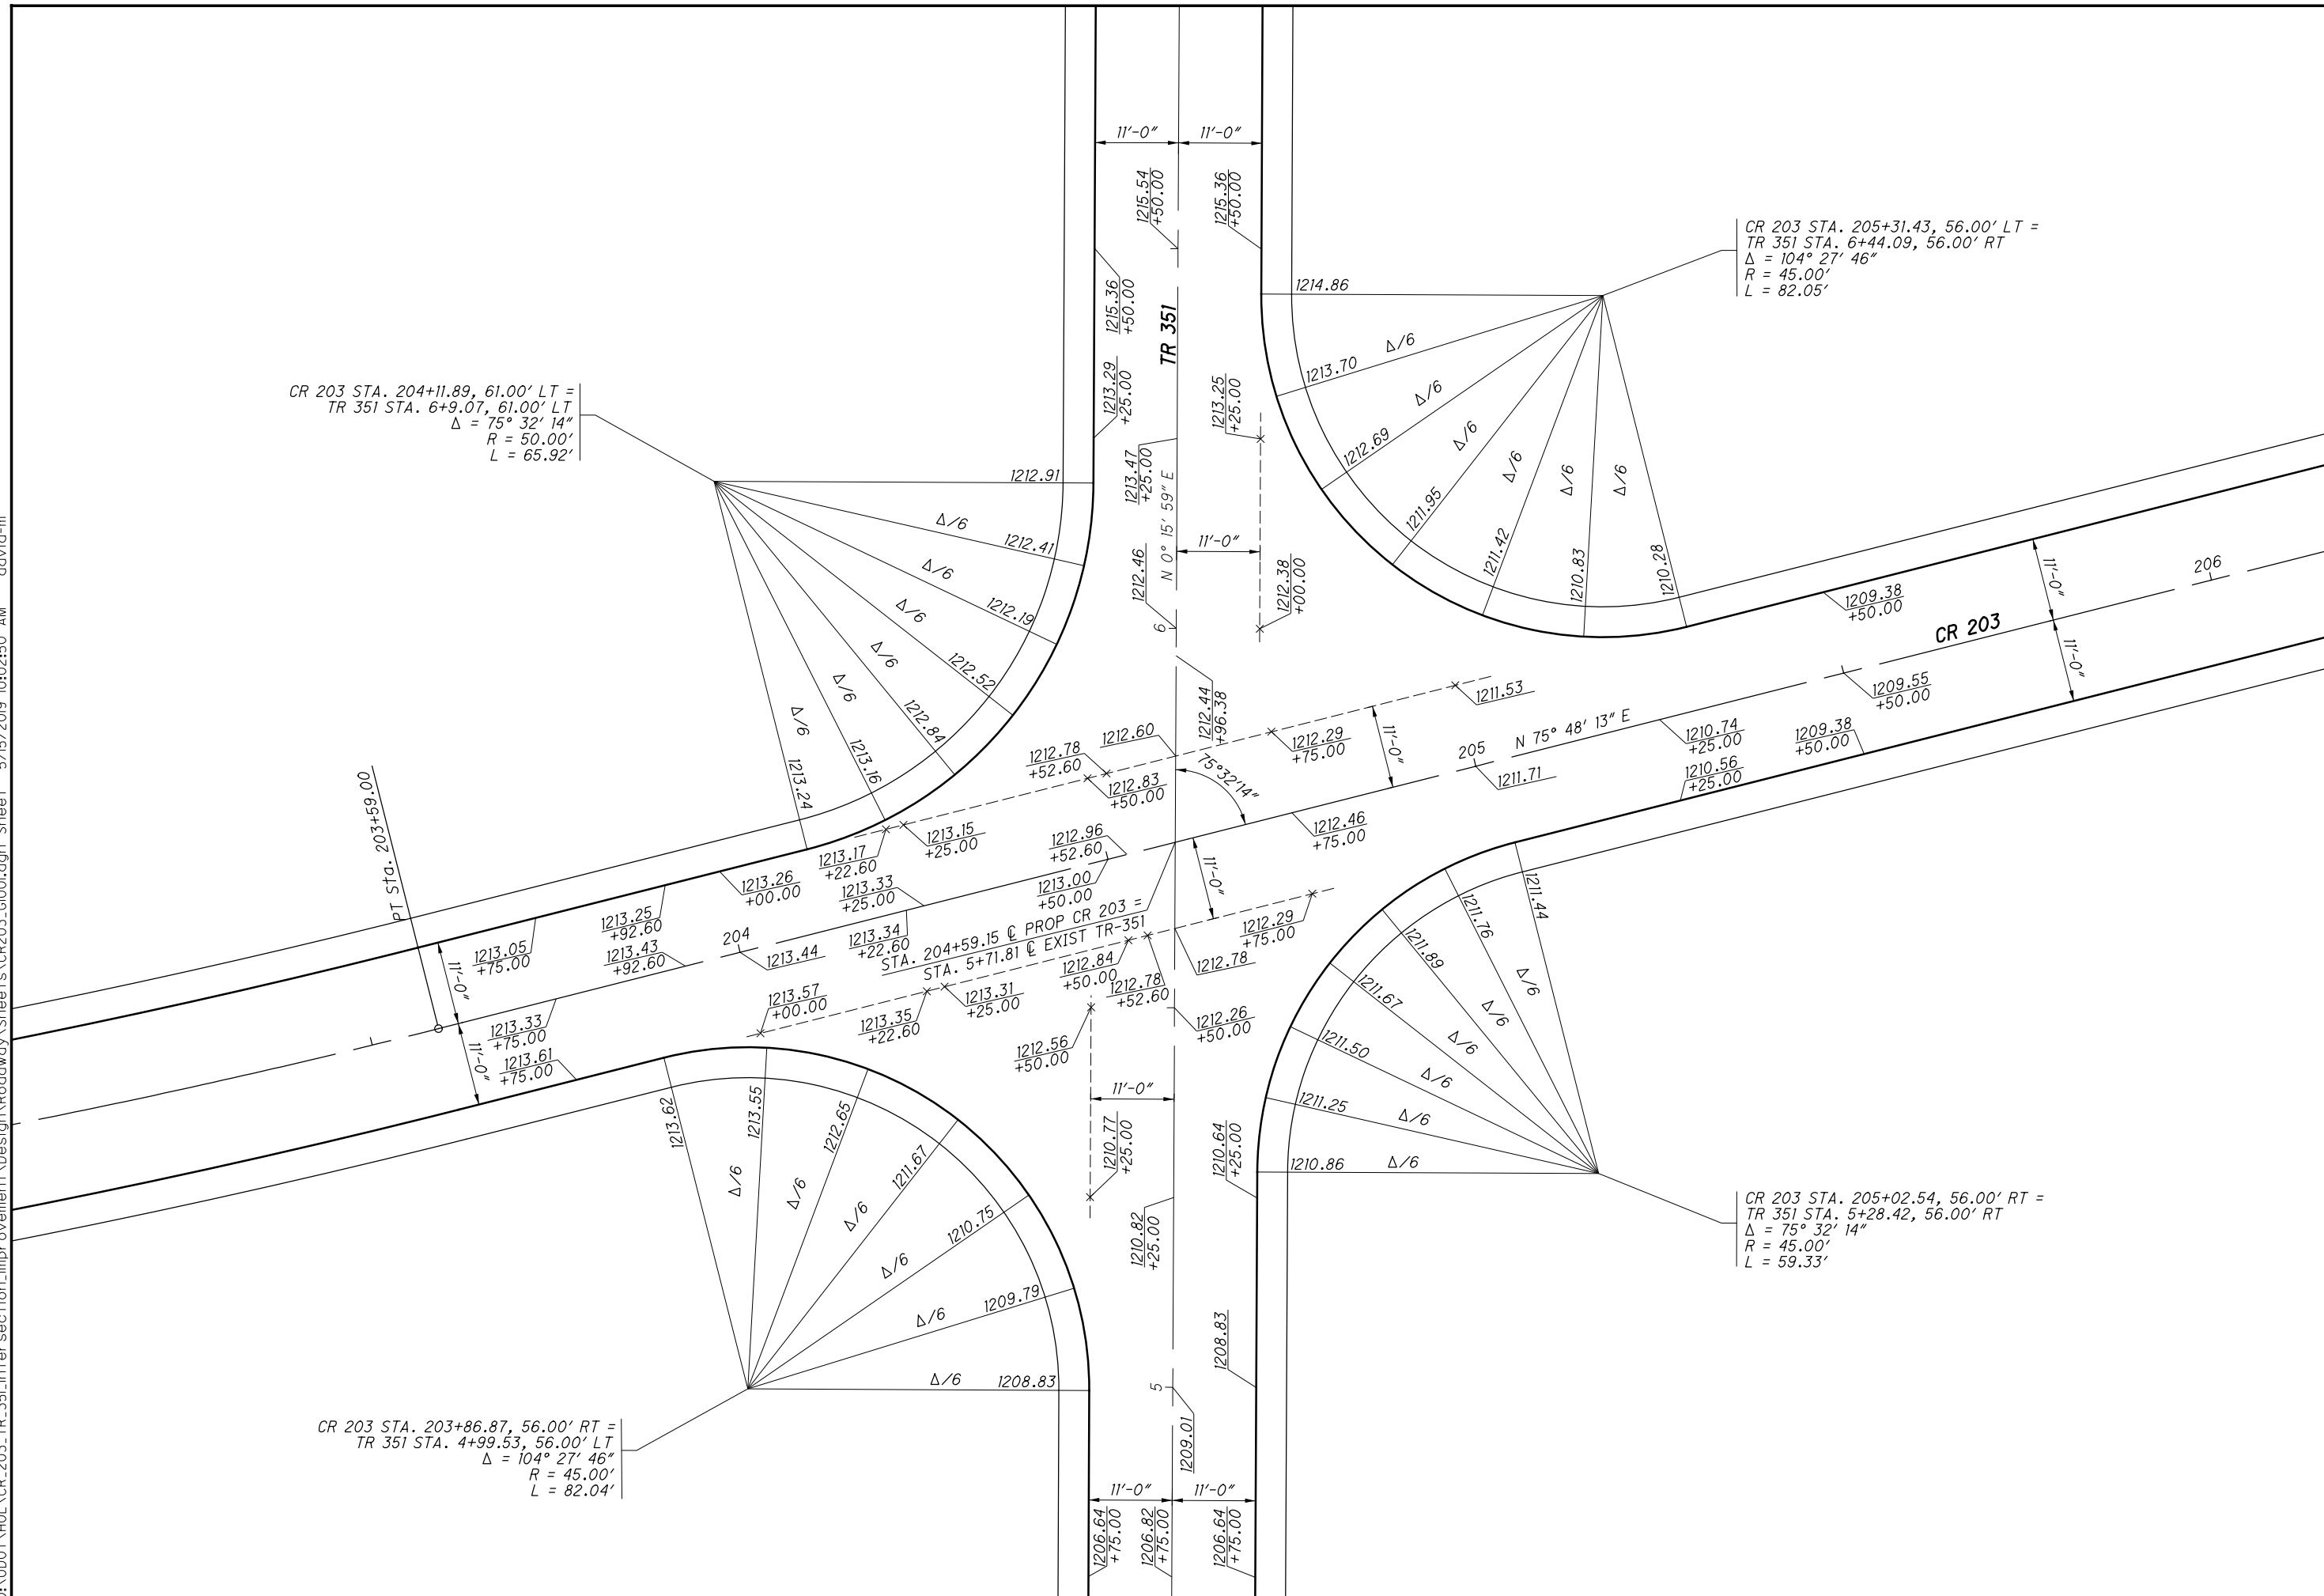 11'-0"
11'-0"
1215.54
+50.00
1215.36
+50.00
CR 203 STA. 205+31.43, 56.00' LT =
TR 351 STA. 6+44.09, 56.00' RT
Δ = 104° 27' 46"
R = 45.00'
L = 82.05'
1215.36
+50.00
TR 351
1214.86
Δ/6
1213.70
Δ/6
1212.69
Δ/6
1211.95
Δ/6
1211.42
Δ/6
1210.83
Δ/6
1210.28
CR 203 STA. 204+11.89, 61.00' LT =
TR 351 STA. 6+9.07, 61.00' LT
Δ = 75° 32' 14"
R = 50.00'
L = 65.92'
1213.29
+25.00
1213.25
+25.00
1213.47
+25.00
N 0° 15' 59" E
11'-0"
1212.46
6
1212.38
+00.00
1212.91
Δ/6
1212.41
Δ/6
1212.19
Δ/6
1212.52
Δ/6
1212.84
Δ/6
1213.16
Δ/6
1213.24
11'-0"
11'-0"
206
1209.38
+50.00
CR 203
1209.55
+50.00
1212.44
+96.38
1211.53
1212.60
1212.78
+52.60
1212.83
+50.00
1212.29
+75.00
11'-0"
N 75° 48' 13" E
205
1211.71
1210.74
+25.00
1209.38
+50.00
1210.56
+25.00
75°32'14"
PT Sta. 203+59.00
1213.15
+25.00
1213.17
+22.60
1212.96
+52.60
1212.46
+75.00
1213.26
+00.00
1213.33
+25.00
1213.00
+50.00
11'-0"
1213.25
+92.60
1213.05
+75.00
1213.43
+92.60
204
1213.44
1213.34
+22.60
STA. 204+59.15 ℄ PROP CR 203 =
STA. 5+71.81 ℄ EXIST TR-351
1212.29
+75.00
1212.84
+50.00
1212.78
+52.60
1212.78
11'-0"
1213.33
+75.00
11'-0"
1213.61
+75.00
1213.57
+00.00
1213.31
+25.00
1213.35
+22.60
1212.56
+50.00
1212.26
+50.00
1211.44
1211.76
Δ/6
1211.89
Δ/6
1211.67
Δ/6
1211.50
Δ/6
1211.25
Δ/6
1210.86
Δ/6
11'-0"
1210.77
+25.00
1210.64
+25.00
1210.82
+25.00
1213.62
1213.55
Δ/6
1212.65
Δ/6
1211.67
Δ/6
1210.75
Δ/6
1209.79
Δ/6
Δ/6
1208.83
CR 203 STA. 205+02.54, 56.00' RT =
TR 351 STA. 5+28.42, 56.00' RT
Δ = 75° 32' 14"
R = 45.00'
L = 59.33'
1208.83
5
1209.01
CR 203 STA. 203+86.87, 56.00' RT =
TR 351 STA. 4+99.53, 56.00' LT
Δ = 104° 27' 46"
R = 45.00'
L = 82.04'
11'-0"
11'-0"
1206.64
+75.00
1206.82
+75.00
1206.64
+75.00